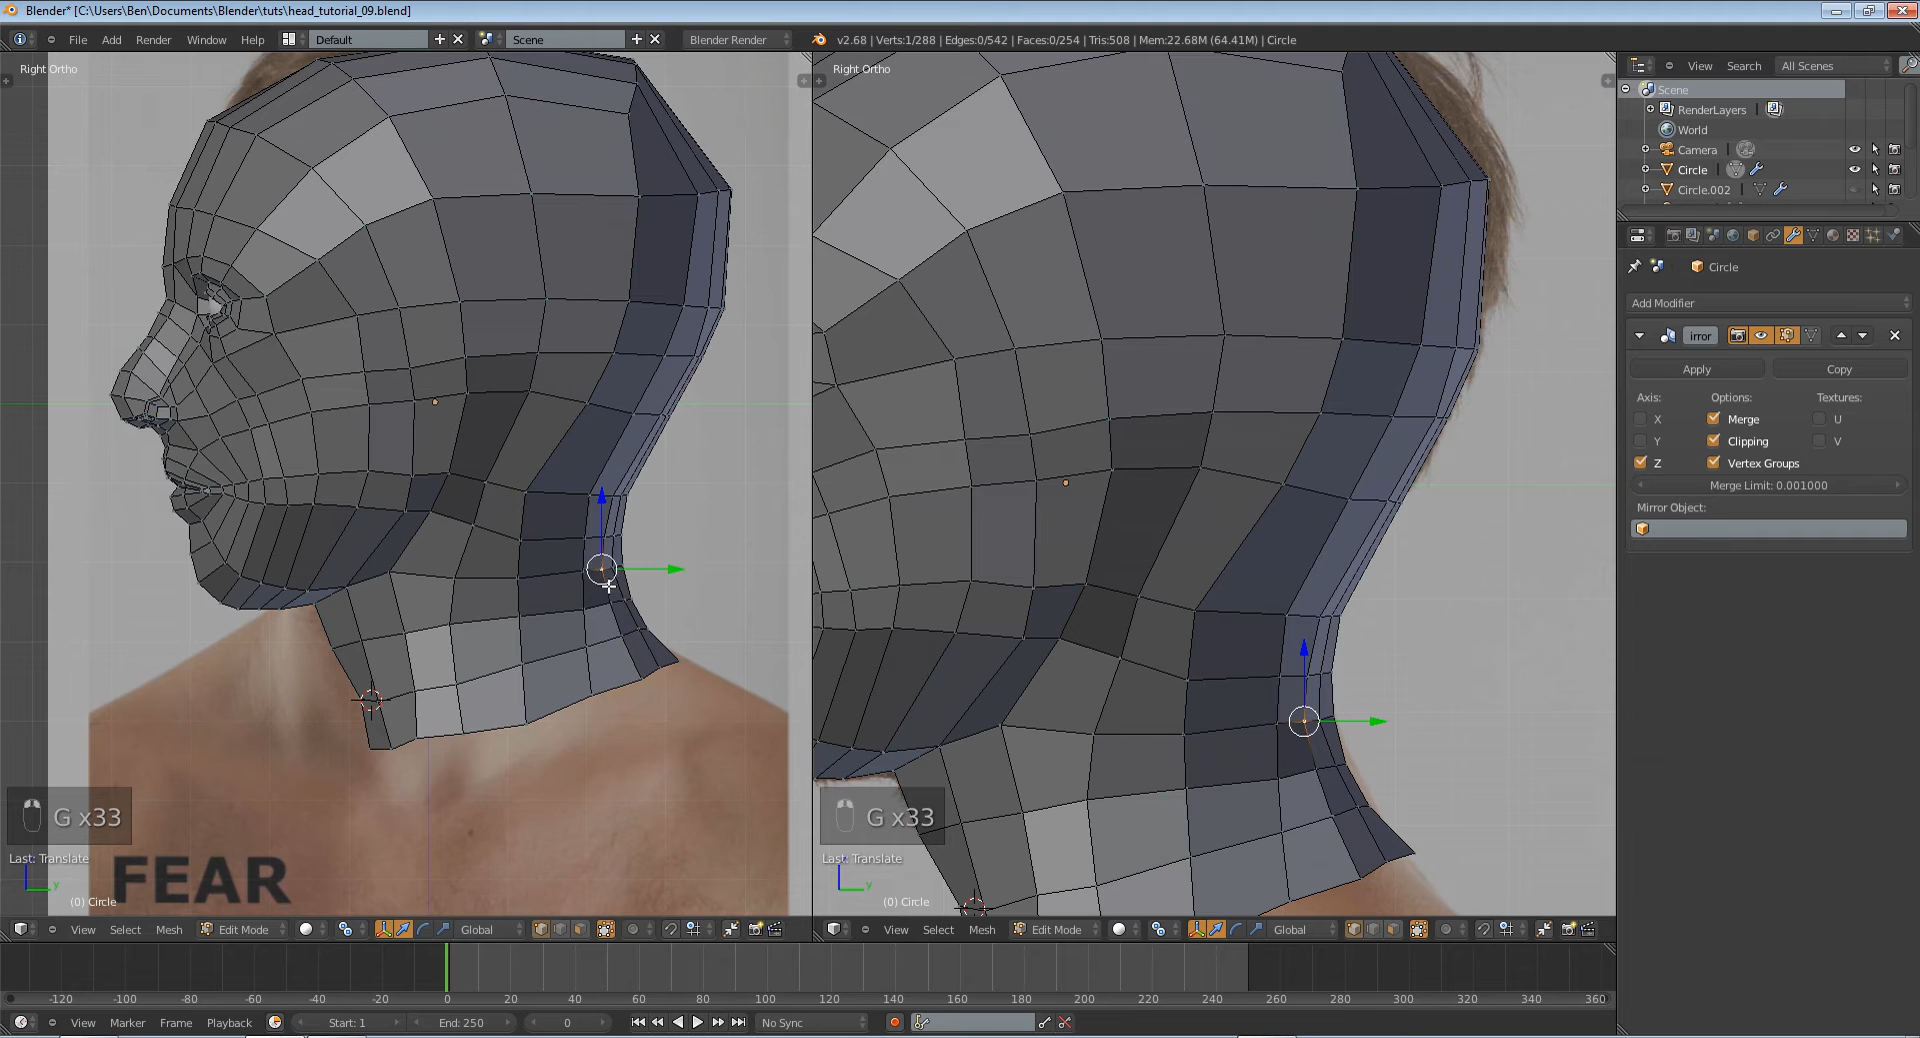 Blender* [C:\Users\Ben\Documents\Blender\tuts\head_tutorial_09.blend]
File Add Render Window Help Default Scene Blender Render v2.68 | Verts:1/288 | Edges:0/542 | Faces:0/254 | Tris:508 | Mem:22.68M (64.41M) | Circle
Right Ortho
Right Ortho
View Search All Scenes
Scene
RenderLayers
World
Camera
Circle
Circle.002
Circle
Add Modifier
irror
Apply Copy
Axis: Options: Textures:
X Merge U
Y Clipping V
Z Vertex Groups
Merge Limit: 0.001000
Mirror Object:
G x33
G x33
Last: Translate
Last: Translate
FEAR
y
y
(0) Circle
(0) Circle
View Select Mesh Edit Mode Global
View Select Mesh Edit Mode Global
-120 -100 -80 -60 -40 -20 0 20 40 60 80 100 120 140 160 180 200 220 240 260 280 300 320 340 360
View Marker Frame Playback Start: 1 End: 250 0 No Sync